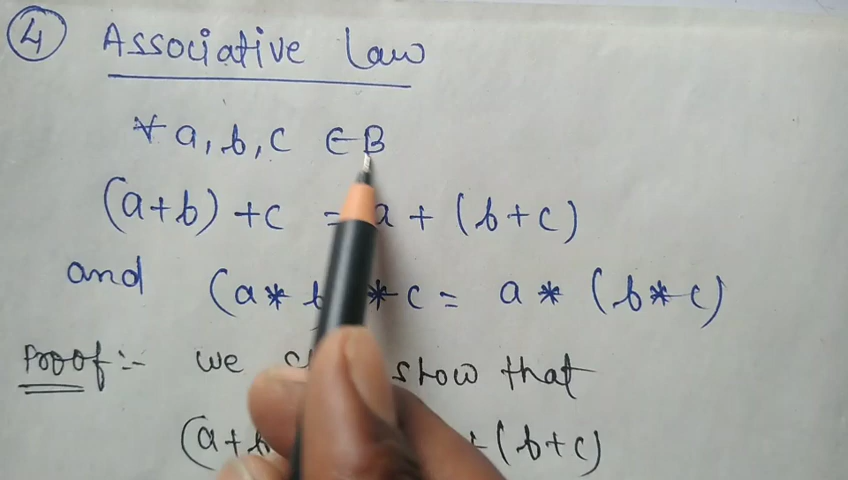 ④ Associative Law
∀ a, b, c ∈ B
(a+b) + c = a + (b+c)
and (a * b * c = a * (b * c)
Proof :- we show that
(a+b + (b+c)